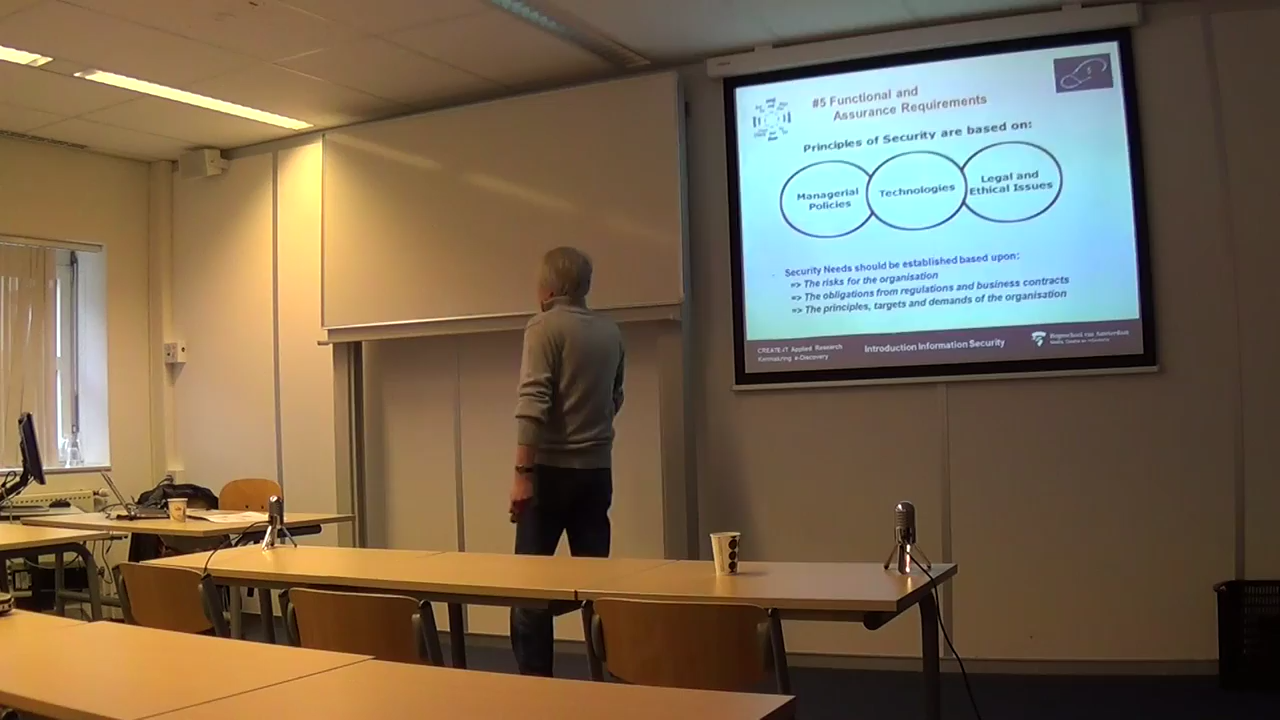 #5 Functional and
Assurance Requirements
Principles of Security are based on:
Managerial
Policies
Technologies
Legal and
Ethical Issues
Security Needs should be established based upon:
=> The risks for the organisation
=> The obligations from regulations and business contracts
=> The principles, targets and demands of the organisation
CREATE-IT Applied Research
e-Discovery
Introduction Information Security
Hogeschool van Amsterdam